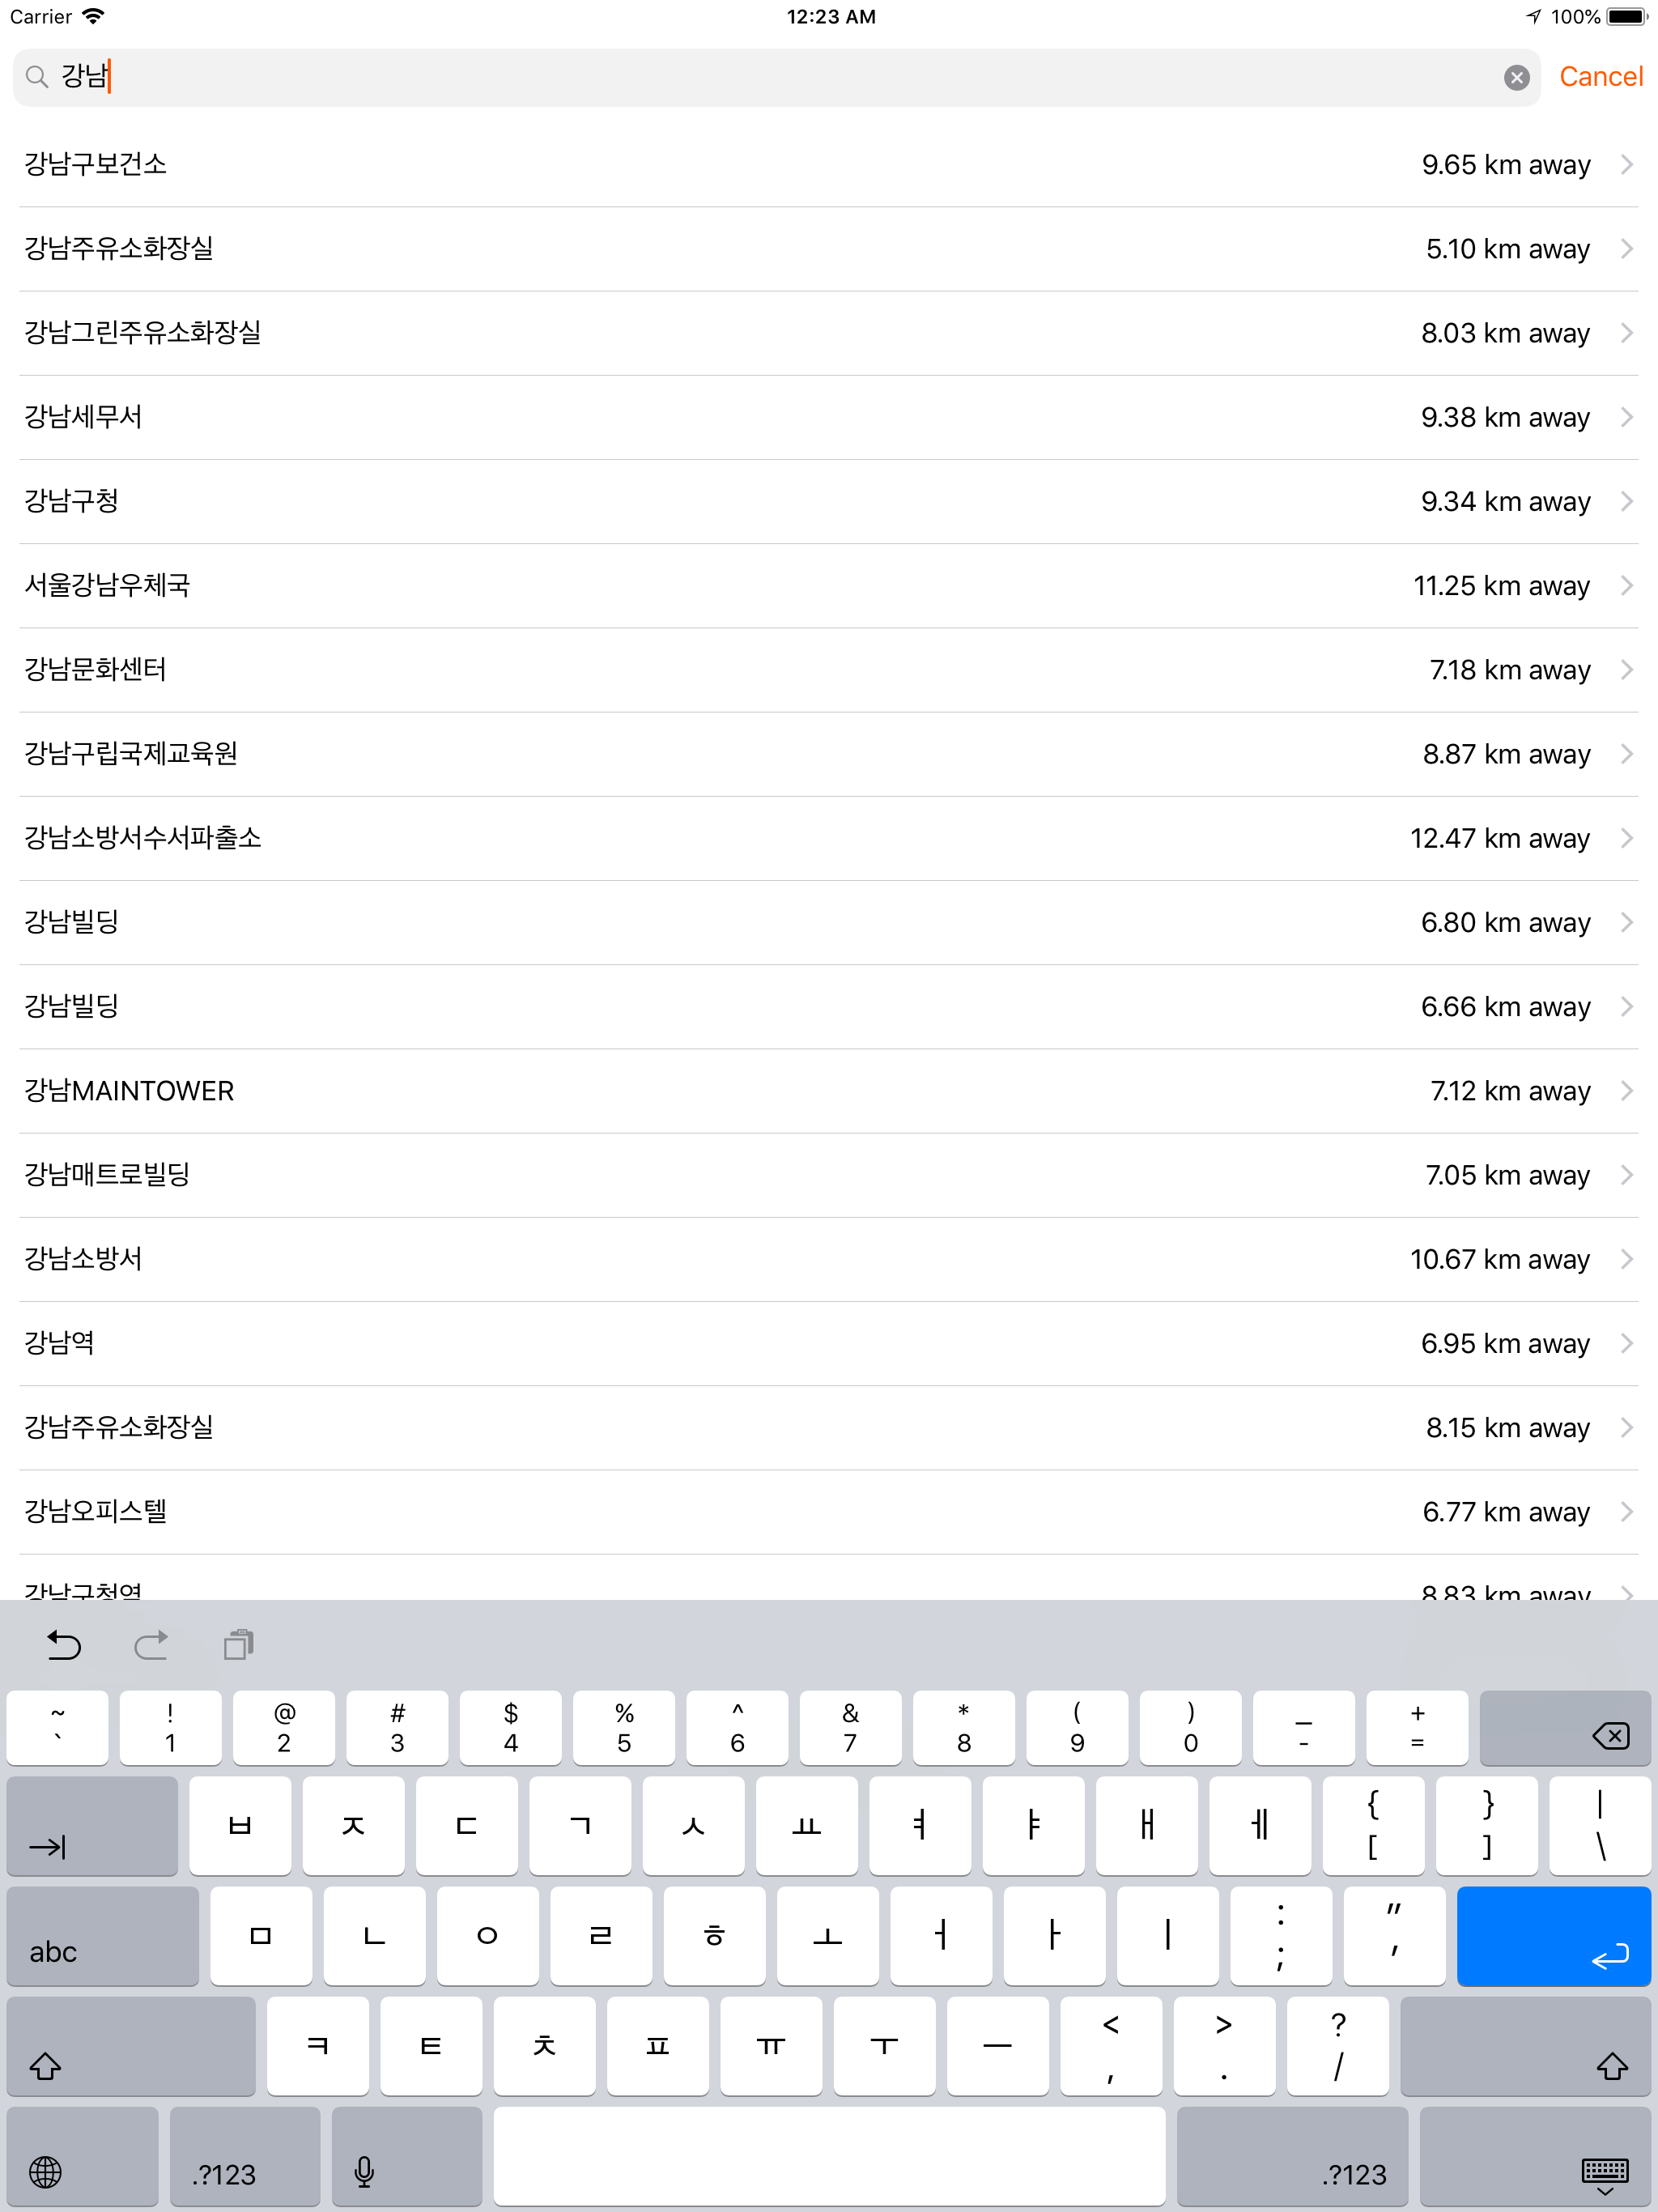 Carrier 12:23 AM 100%
강남 Cancel
강남구보건소 9.65 km away
강남주유소화장실 5.10 km away
강남그린주유소화장실 8.03 km away
강남세무서 9.38 km away
강남구청 9.34 km away
서울강남우체국 11.25 km away
강남문화센터 7.18 km away
강남구립국제교육원 8.87 km away
강남소방서수서파출소 12.47 km away
강남빌딩 6.80 km away
강남빌딩 6.66 km away
강남MAINTOWER 7.12 km away
강남매트로빌딩 7.05 km away
강남소방서 10.67 km away
강남역 6.95 km away
강남주유소화장실 8.15 km away
강남오피스텔 6.77 km away
강남구청역 8.83 km away
~ ! @ # $ % ^ & * ( ) _ +
` 1 2 3 4 5 6 7 8 9 0 - =
ㅂ ㅈ ㄷ ㄱ ㅅ ㅛ ㅕ ㅑ ㅐ ㅔ { [ } ] | \
abc ㅁ ㄴ ㅇ ㄹ ㅎ ㅗ ㅓ ㅏ ㅣ : ; " '
ㅋ ㅌ ㅊ ㅍ ㅠ ㅜ ㅡ < , > . ? /
.?123 .?123